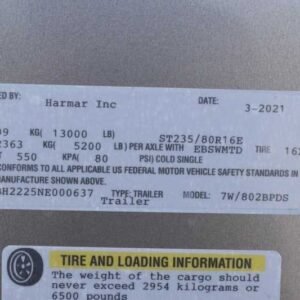 ED BY: Harmar Inc DATE: 3-2021
99 KG( 13000 LB)
2363 KG( 5200 LB) PER AXLE WITH ST235/80R16E EBSWMTD TIRE 16
T 550 KPA( 80 PSI) COLD SINGLE
CONFORMS TO ALL APPLICABLE US FEDERAL MOTOR VEHICLE SAFETY STANDARDS IN
MANUFACTURE SHOWN ABOVE.
H2225NE000637 TYPE:TRAILER MODEL: 7W/802BPDS
Trailer
TIRE AND LOADING INFORMATION
The weight of the cargo should
never exceed 2954 kilograms or
6500 pounds